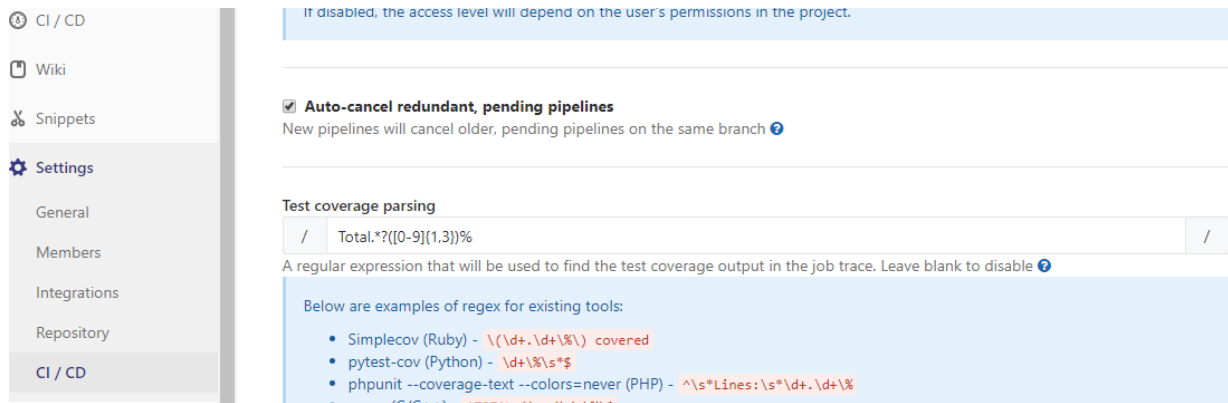 If disabled, the access level will depend on the user's permissions in the project.
CI / CD
Wiki
Snippets
Settings
General
Members
Integrations
Repository
CI / CD
Auto-cancel redundant, pending pipelines
New pipelines will cancel older, pending pipelines on the same branch ?
Test coverage parsing
/ Total.*?([0-9]{1,3})% /
A regular expression that will be used to find the test coverage output in the job trace. Leave blank to disable ?
Below are examples of regex for existing tools:
• Simplecov (Ruby) - \(\d+.\d+\%\) covered
• pytest-cov (Python) - \d+\%\s*$
• phpunit --coverage-text --colors=never (PHP) - ^\s*Lines:\s*\d+.\d+\%